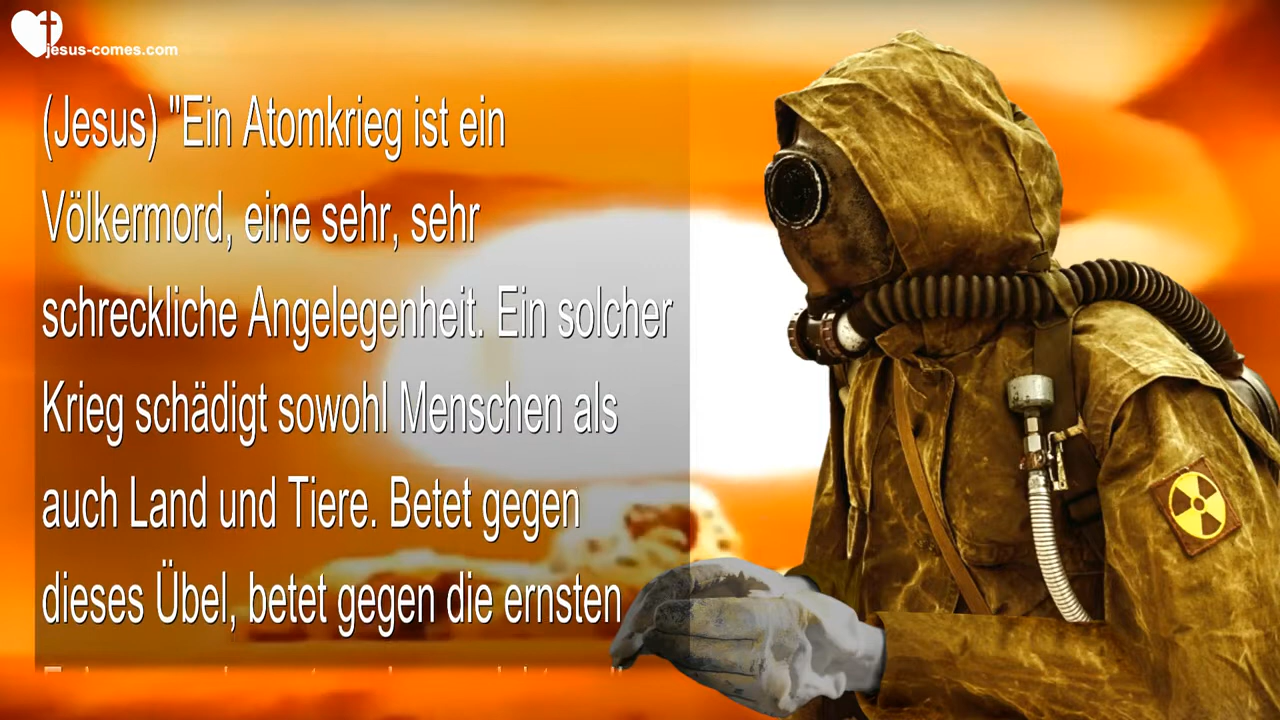 jesus-comes.com
(Jesus) "Ein Atomkrieg ist ein
Völkermord, eine sehr, sehr
schreckliche Angelegenheit. Ein solcher
Krieg schädigt sowohl Menschen als
auch Land und Tiere. Betet gegen
dieses Übel, betet gegen die ernsten